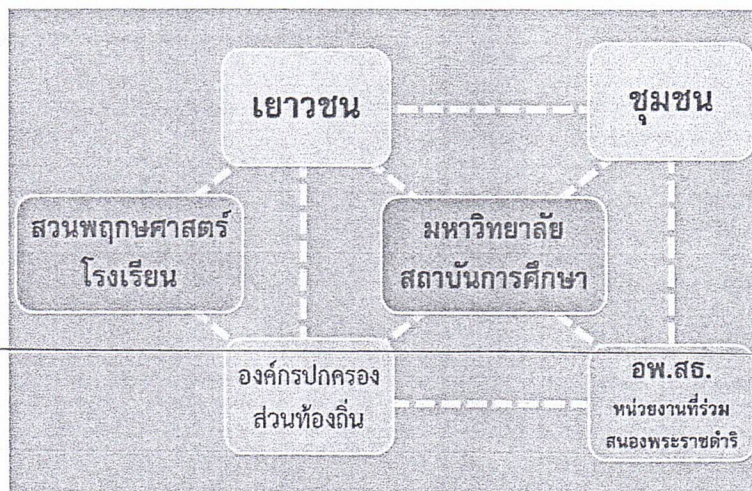 เยาวชน
ชุมชน
สวนพฤกษศาสตร์
โรงเรียน
มหาวิทยาลัย
สถาบันการศึกษา
องค์กรปกครอง
ส่วนท้องถิ่น
อพ.สธ.
หน่วยงานที่ร่วม
สนองพระราชดำริ